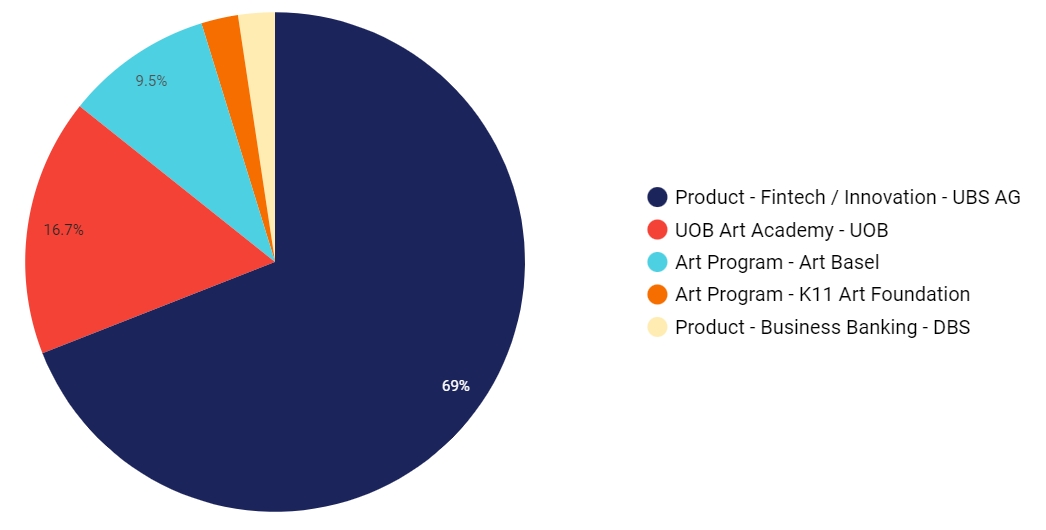 9.5%
16.7%
69%
Product - Fintech / Innovation - UBS AG
UOB Art Academy - UOB
Art Program - Art Basel
Art Program - K11 Art Foundation
Product - Business Banking - DBS